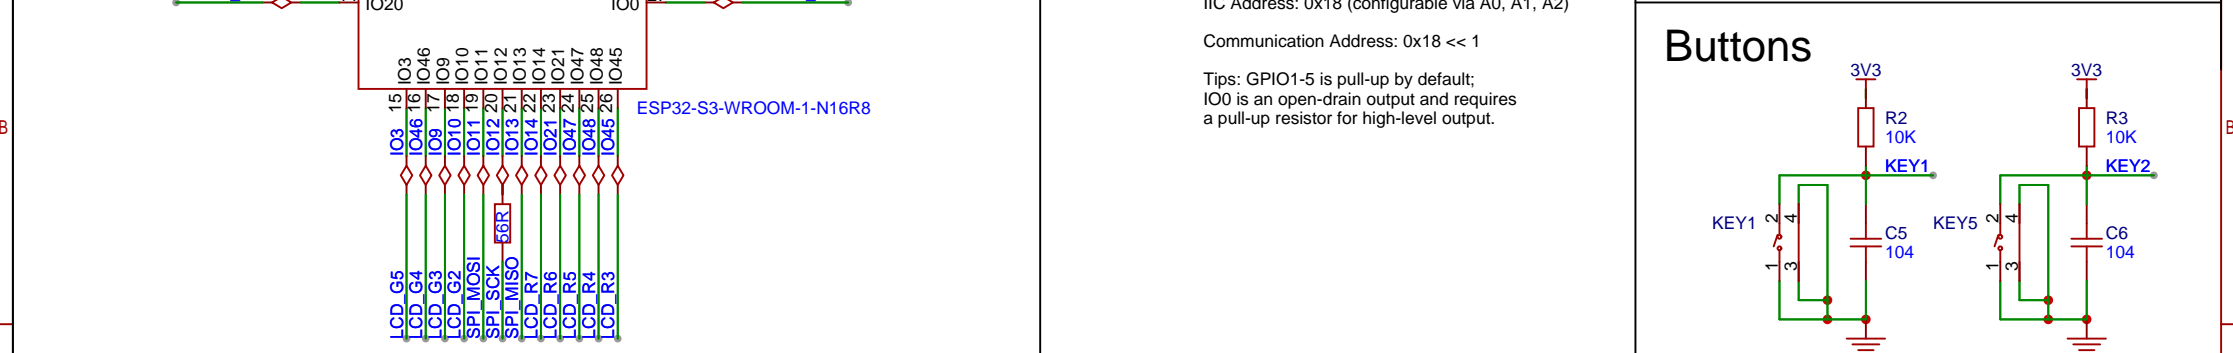 IO20
IO0
IO3
IO46
IO9
IO10
IO11
IO12
IO13
IO14
IO21
IO47
IO48
IO45
15
16
17
18
19
20
21
22
23
24
25
26
ESP32-S3-WROOM-1-N16R8
IO3
IO46
IO9
IO10
IO11
IO12
IO13
IO14
IO21
IO47
IO48
IO45
56R
LCD_G5
LCD_G4
LCD_G3
LCD_G2
SPI_MOSI
SPI_SCK
SPI_MISO
LCD_R7
LCD_R6
LCD_R5
LCD_R4
LCD_R3
IIC Address: 0x18 (configurable via A0, A1, A2)
Communication Address: 0x18 << 1
Tips: GPIO1-5 is pull-up by default;
IO0 is an open-drain output and requires
a pull-up resistor for high-level output.
Buttons
3V3
R2
10K
KEY1
KEY1
2
4
1
3
C5
104
3V3
R3
10K
KEY2
KEY5
2
4
1
3
C6
104
B
B